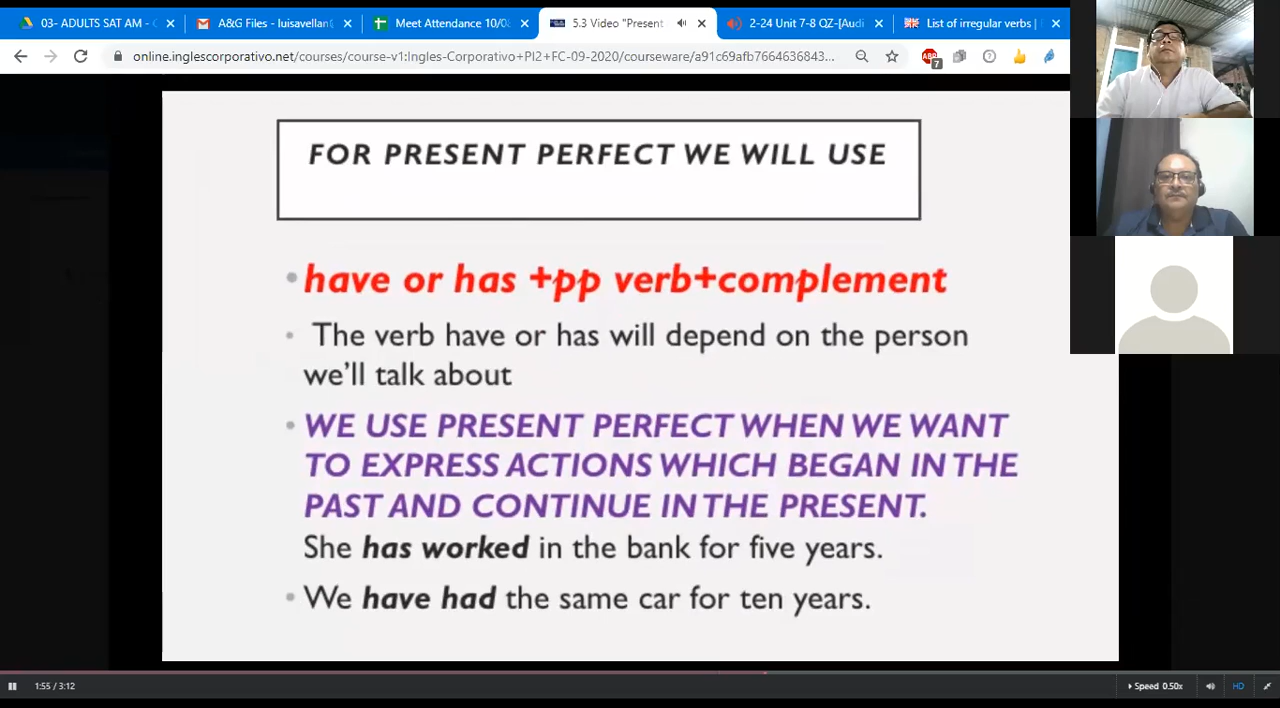 03- ADULTS SAT AM - C
A&G Files - luisavellan@
Meet Attendance 10/03
5.3 Video "Present
2-24 Unit 7-8 QZ-[Audi
List of irregular verbs |
online.inglescorporativo.net/courses/course-v1:Ingles-Corporativo+PI2+FC-09-2020/courseware/a91c69afb7664636843...
7
FOR PRESENT PERFECT WE WILL USE
• have or has +pp verb+complement
• The verb have or has will depend on the person
we'll talk about
• WE USE PRESENT PERFECT WHEN WE WANT
TO EXPRESS ACTIONS WHICH BEGAN IN THE
PAST AND CONTINUE IN THE PRESENT.
She has worked in the bank for five years.
• We have had the same car for ten years.
1:55 / 3:12
Speed 0.50x
HD